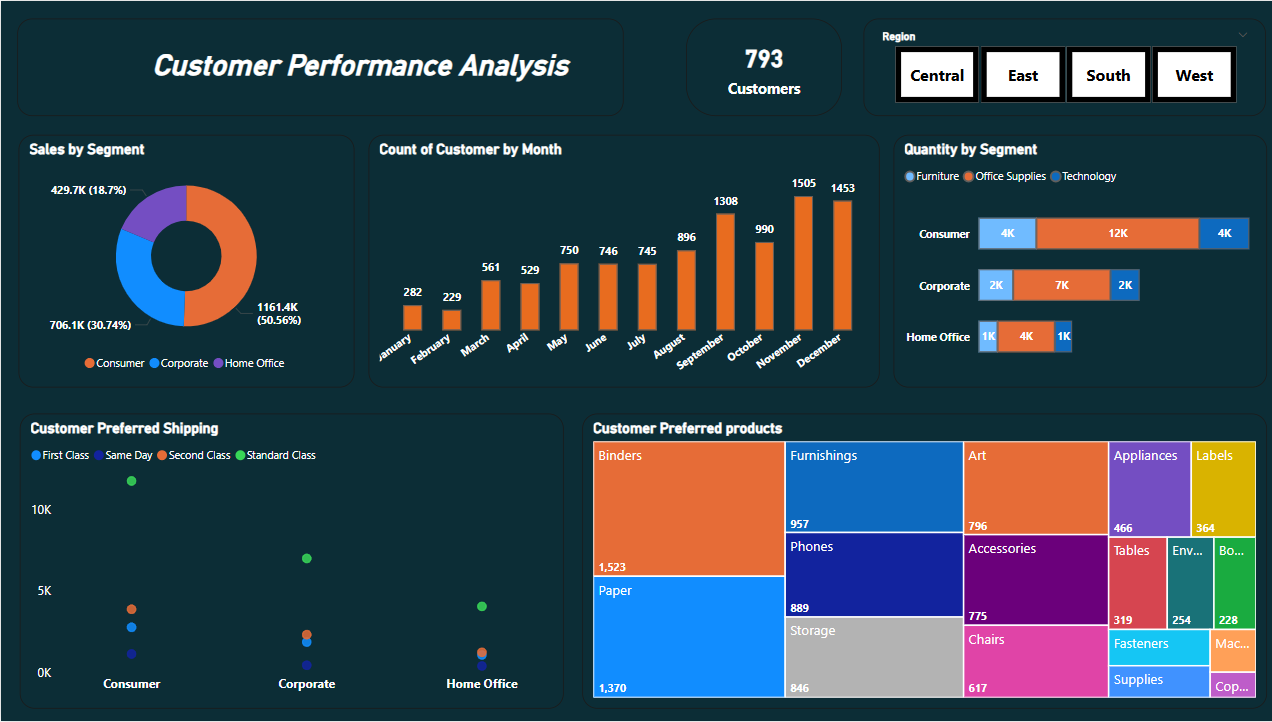 Customer Performance Analysis
793
Customers
Region
Central East South West
Sales by Segment
429.7K (18.7%)
706.1K (30.74%)
1161.4K
(50.56%)
Consumer Corporate Home Office
Count of Customer by Month
282 229 561 529 750 746 745 896 1308 990 1505 1453
anuary February March April May June July August September October November December
Quantity by Segment
Furniture Office Supplies Technology
Consumer 4K 12K 4K
Corporate 2K 7K 2K
Home Office 1K 4K 1K
Customer Preferred Shipping
First Class Same Day Second Class Standard Class
10K
5K
0K
Consumer Corporate Home Office
Customer Preferred products
Binders
1,523
Paper
1,370
Furnishings
957
Phones
889
Storage
846
Art
796
Accessories
775
Chairs
617
Appliances
466
Labels
364
Tables
319
Env...
254
Bo...
228
Fasteners
Supplies
Mac...
Cop...